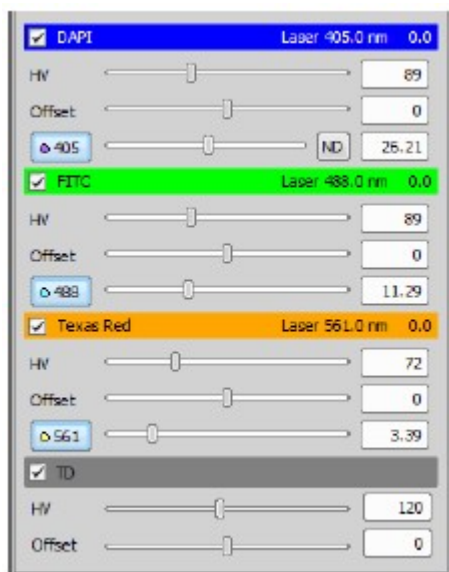 DAPI Laser 405.0 nm 0.0
HV 89
Offset 0
405 ND 26.21
FITC Laser 488.0 nm 0.0
HV 89
Offset 0
488 11.29
Texas Red Laser 561.0 nm 0.0
HV 72
Offset 0
561 3.39
TD
HV 120
Offset 0